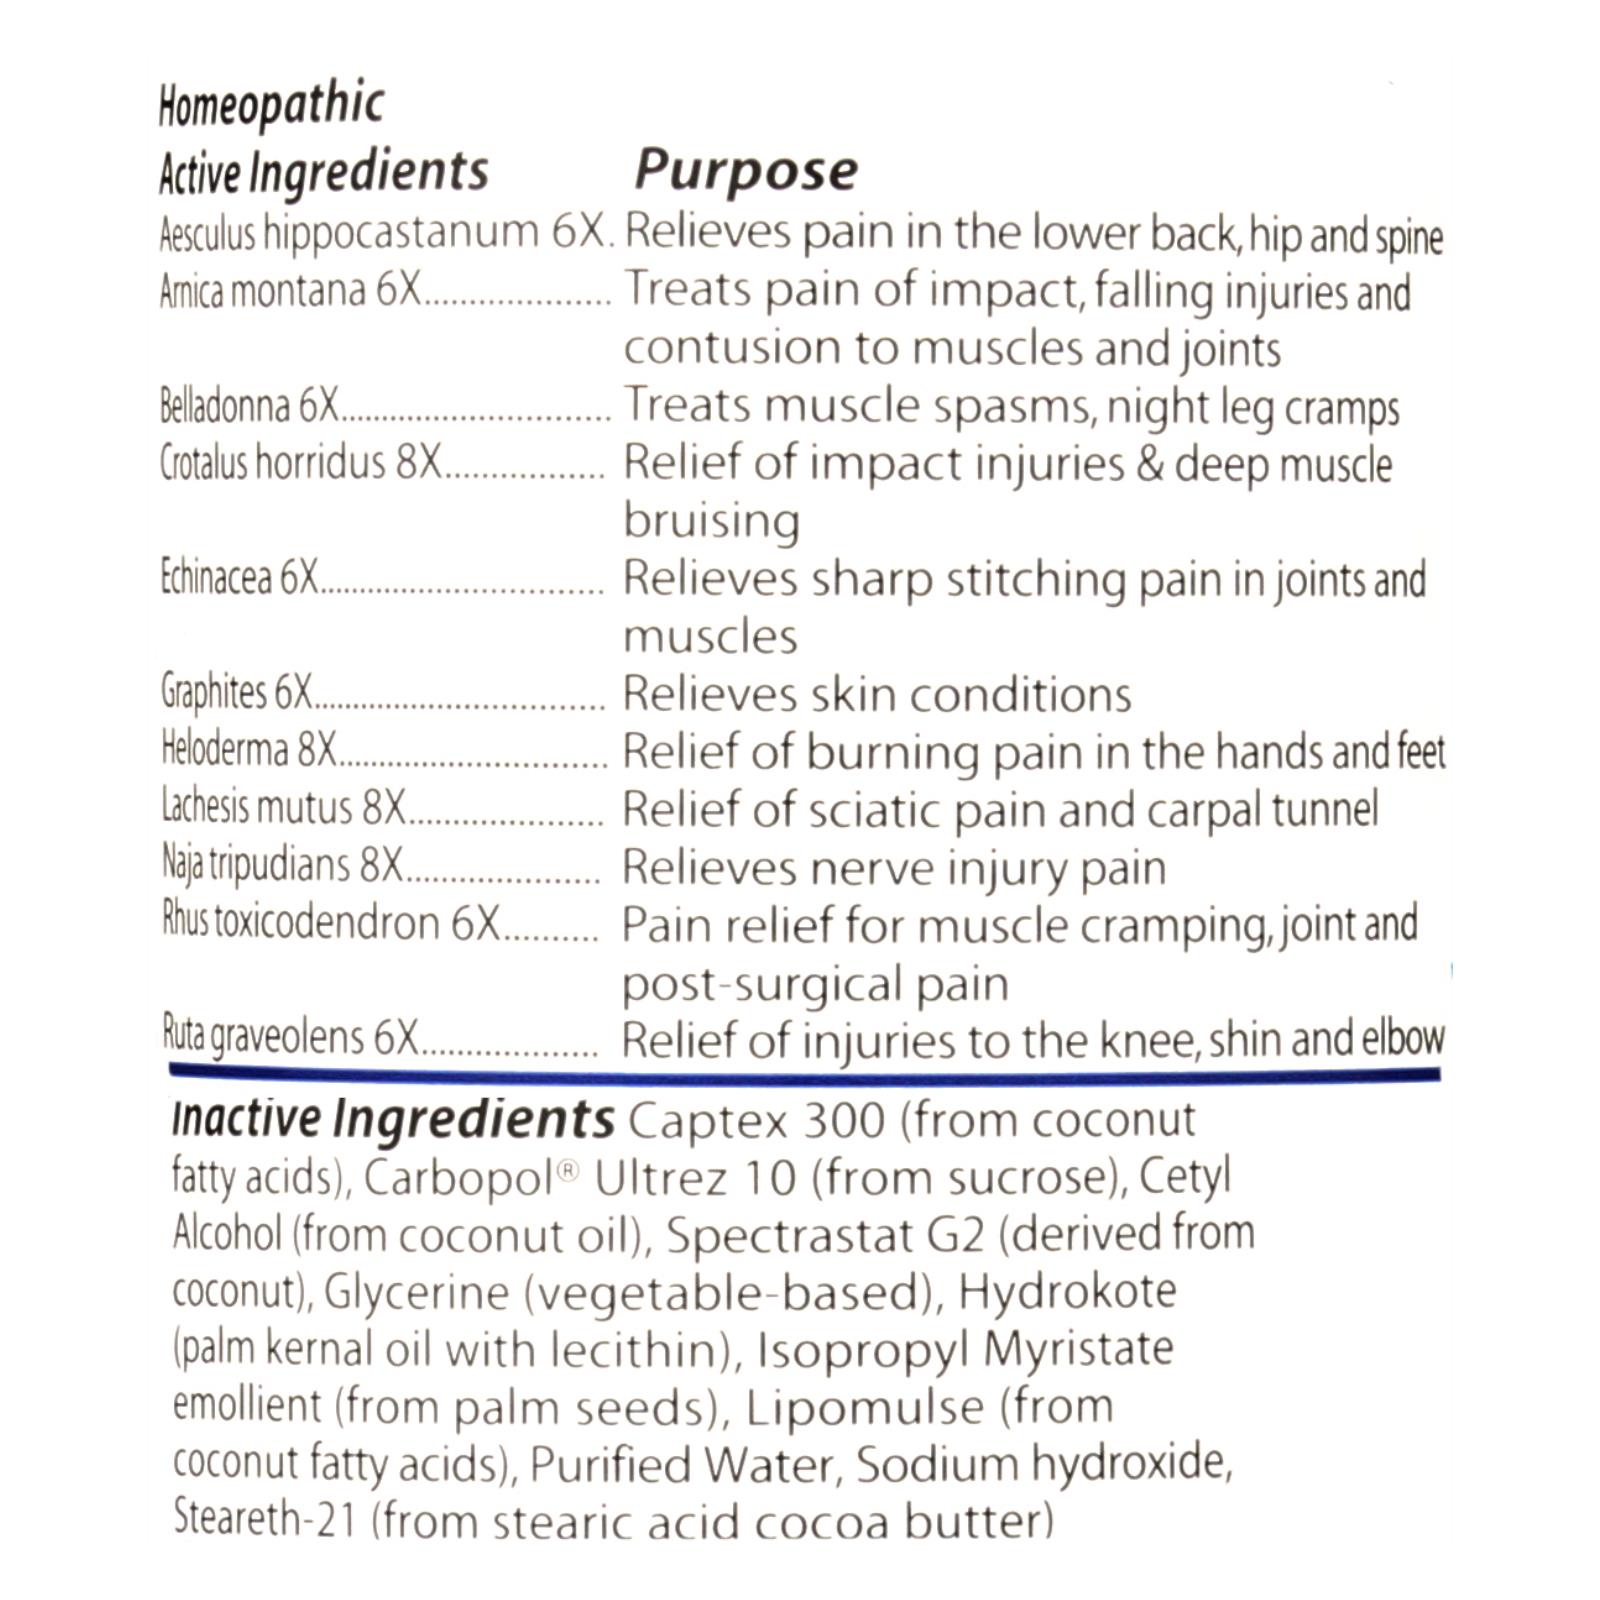 Homeopathic
Active Ingredients Purpose
Aesculus hippocastanum 6X. Relieves pain in the lower back, hip and spine
Arnica montana 6X..................... Treats pain of impact, falling injuries and
contusion to muscles and joints
Belladonna 6X.............................. Treats muscle spasms, night leg cramps
Crotalus horridus 8X.................. Relief of impact injuries & deep muscle
bruising
Echinacea 6X................................ Relieves sharp stitching pain in joints and
muscles
Graphites 6X................................. Relieves skin conditions
Heloderma 8X.............................. Relief of burning pain in the hands and feet
Lachesis mutus 8X...................... Relief of sciatic pain and carpal tunnel
Naja tripudians 8X...................... Relieves nerve injury pain
Rhus toxicodendron 6X........... Pain relief for muscle cramping, joint and
post-surgical pain
Ruta graveolens 6X.................... Relief of injuries to the knee, shin and elbow
Inactive Ingredients Captex 300 (from coconut
fatty acids), Carbopol® Ultrez 10 (from sucrose), Cetyl
Alcohol (from coconut oil), Spectrastat G2 (derived from
coconut), Glycerine (vegetable-based), Hydrokote
(palm kernal oil with lecithin), Isopropyl Myristate
emollient (from palm seeds), Lipomulse (from
coconut fatty acids), Purified Water, Sodium hydroxide,
Steareth-21 (from stearic acid cocoa butter)